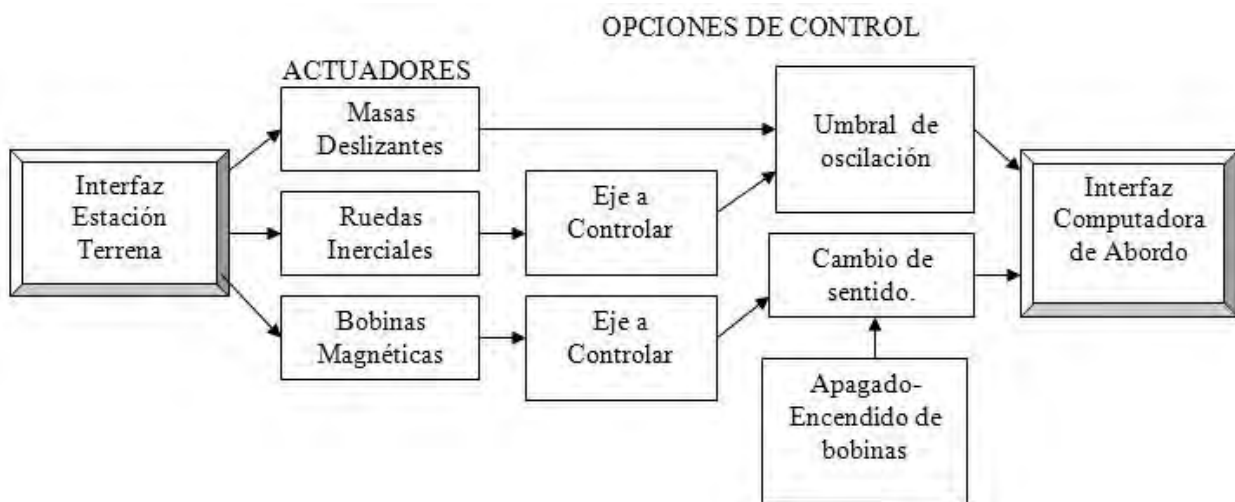 OPCIONES DE CONTROL
ACTUADORES
Interfaz
Estación
Terrena
Masas
Deslizantes
Ruedas
Inerciales
Bobinas
Magnéticas
Eje a
Controlar
Eje a
Controlar
Umbral de
oscilación
Cambio de
sentido.
Apagado-
Encendido de
bobinas
Interfaz
Computadora
de Abordo